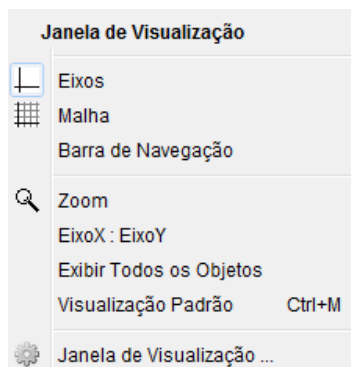 Janela de Visualização
Eixos
Malha
Barra de Navegação
Zoom
EixoX : EixoY
Exibir Todos os Objetos
Visualização Padrão Ctrl+M
Janela de Visualização ...